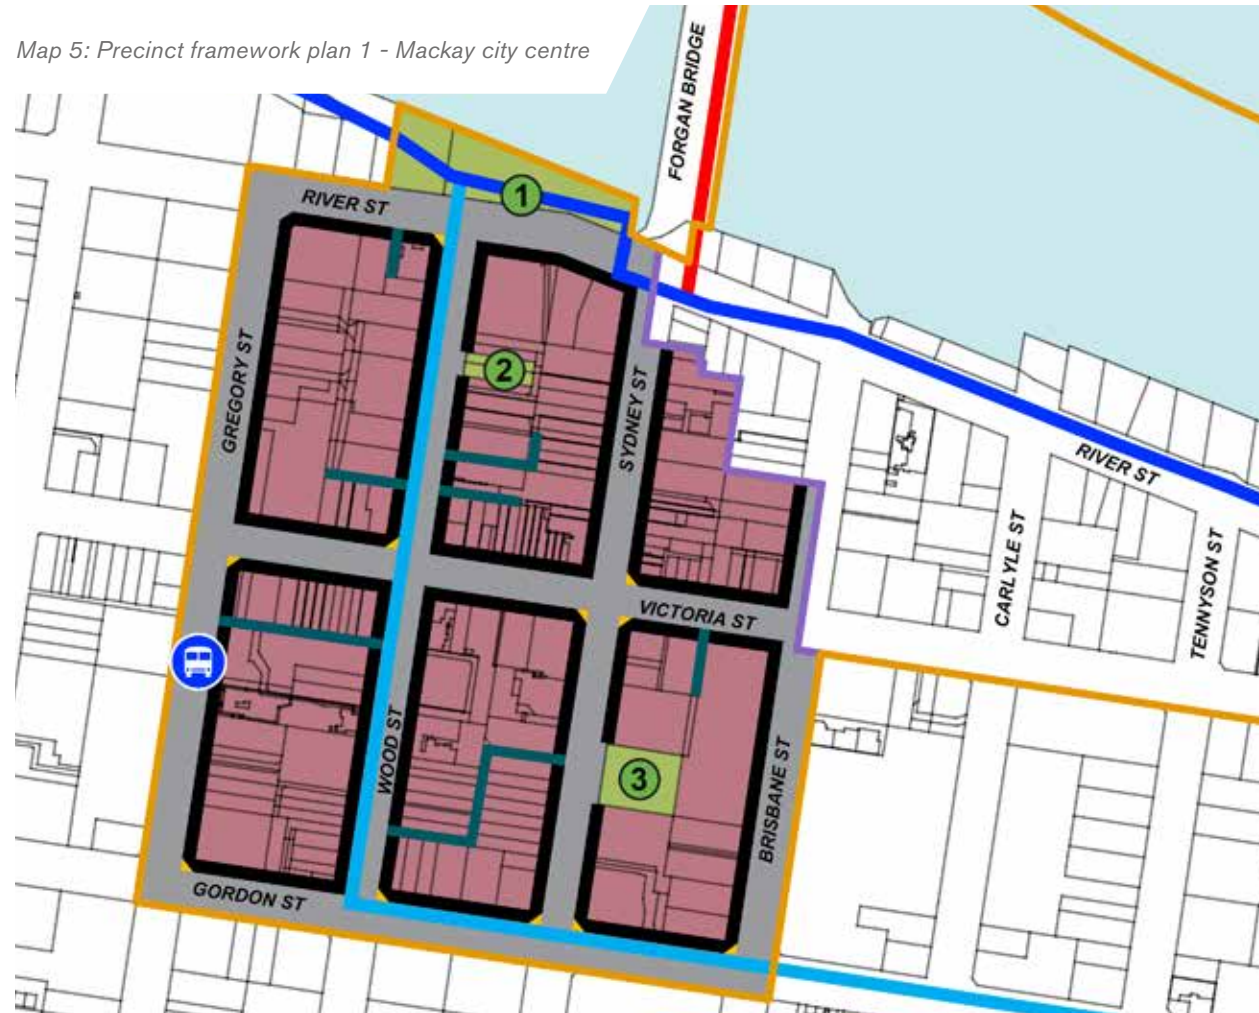 Map 5: Precinct framework plan 1 - Mackay city centre
FORGAN BRIDGE
RIVER ST
1
GREGORY ST
2
SYDNEY ST
RIVER ST
CARLYLE ST
TENNYSON ST
VICTORIA ST
WOOD ST
3
BRISBANE ST
GORDON ST